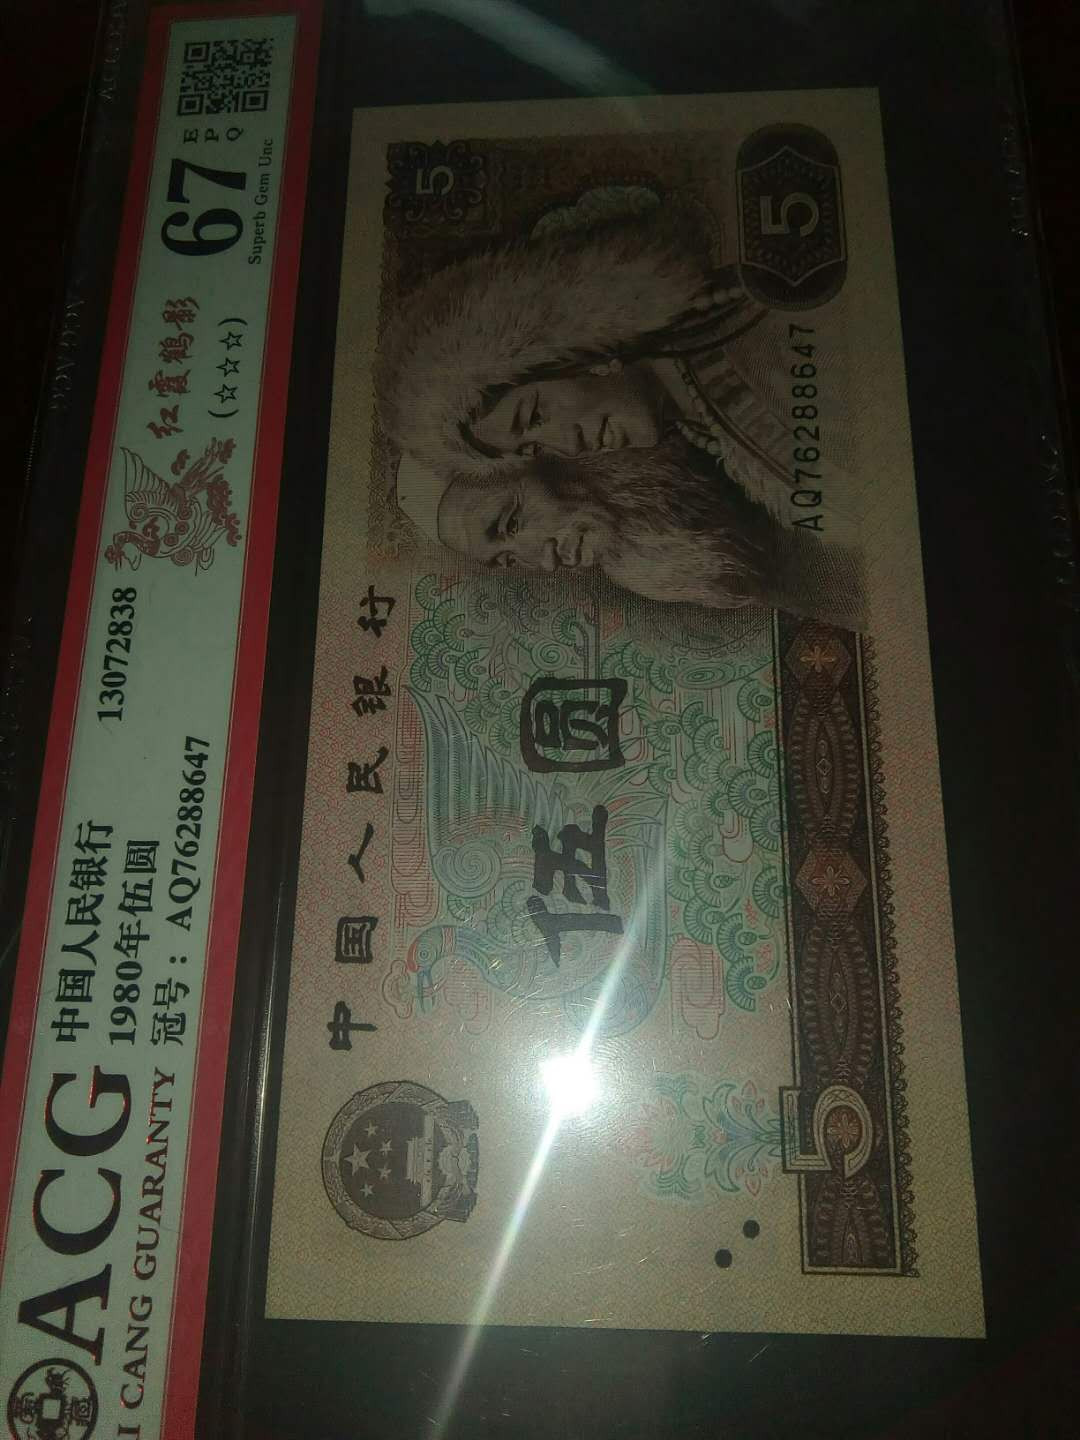 ACG
I CANG GUARANTY
中国人民银行
1980年伍圆
冠号：AQ76288647
13072838
红霞鹤影
(☆☆☆)
67
EPQ
Superb Gem Unc
中国人民银行
伍圆
5
5
5
AQ76288647